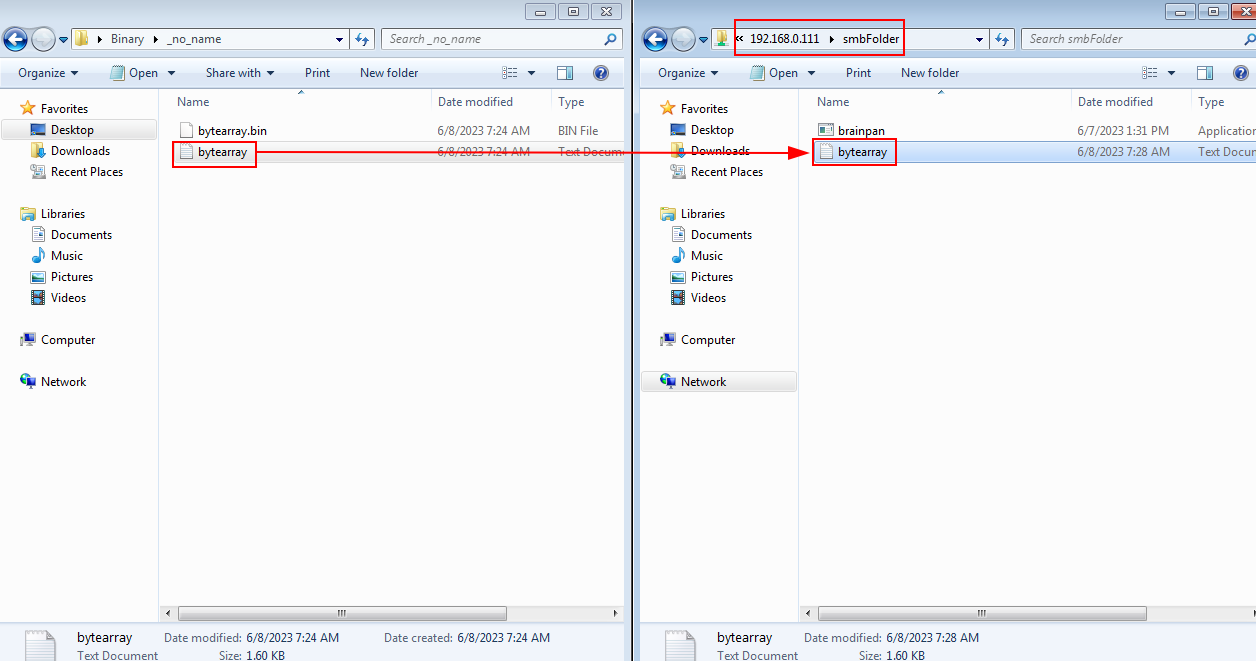 Binary _no_name
Search _no_name
Organize Open Share with Print New folder
Favorites
Desktop
Downloads
Recent Places
Libraries
Documents
Music
Pictures
Videos
Computer
Network
Name Date modified Type
bytearray.bin 6/8/2023 7:24 AM BIN File
bytearray 6/8/2023 7:24 AM Text Docum
bytearray Date modified: 6/8/2023 7:24 AM Date created: 6/8/2023 7:24 AM
Text Document Size: 1.60 KB
« 192.168.0.111 smbFolder
Search smbFolder
Organize Open Print New folder
Favorites
Desktop
Downloads
Recent Places
Libraries
Documents
Music
Pictures
Videos
Computer
Network
Name Date modified Type
brainpan 6/7/2023 1:31 PM Application
bytearray 6/8/2023 7:28 AM Text Docun
bytearray Date modified: 6/8/2023 7:28 AM
Text Document Size: 1.60 KB